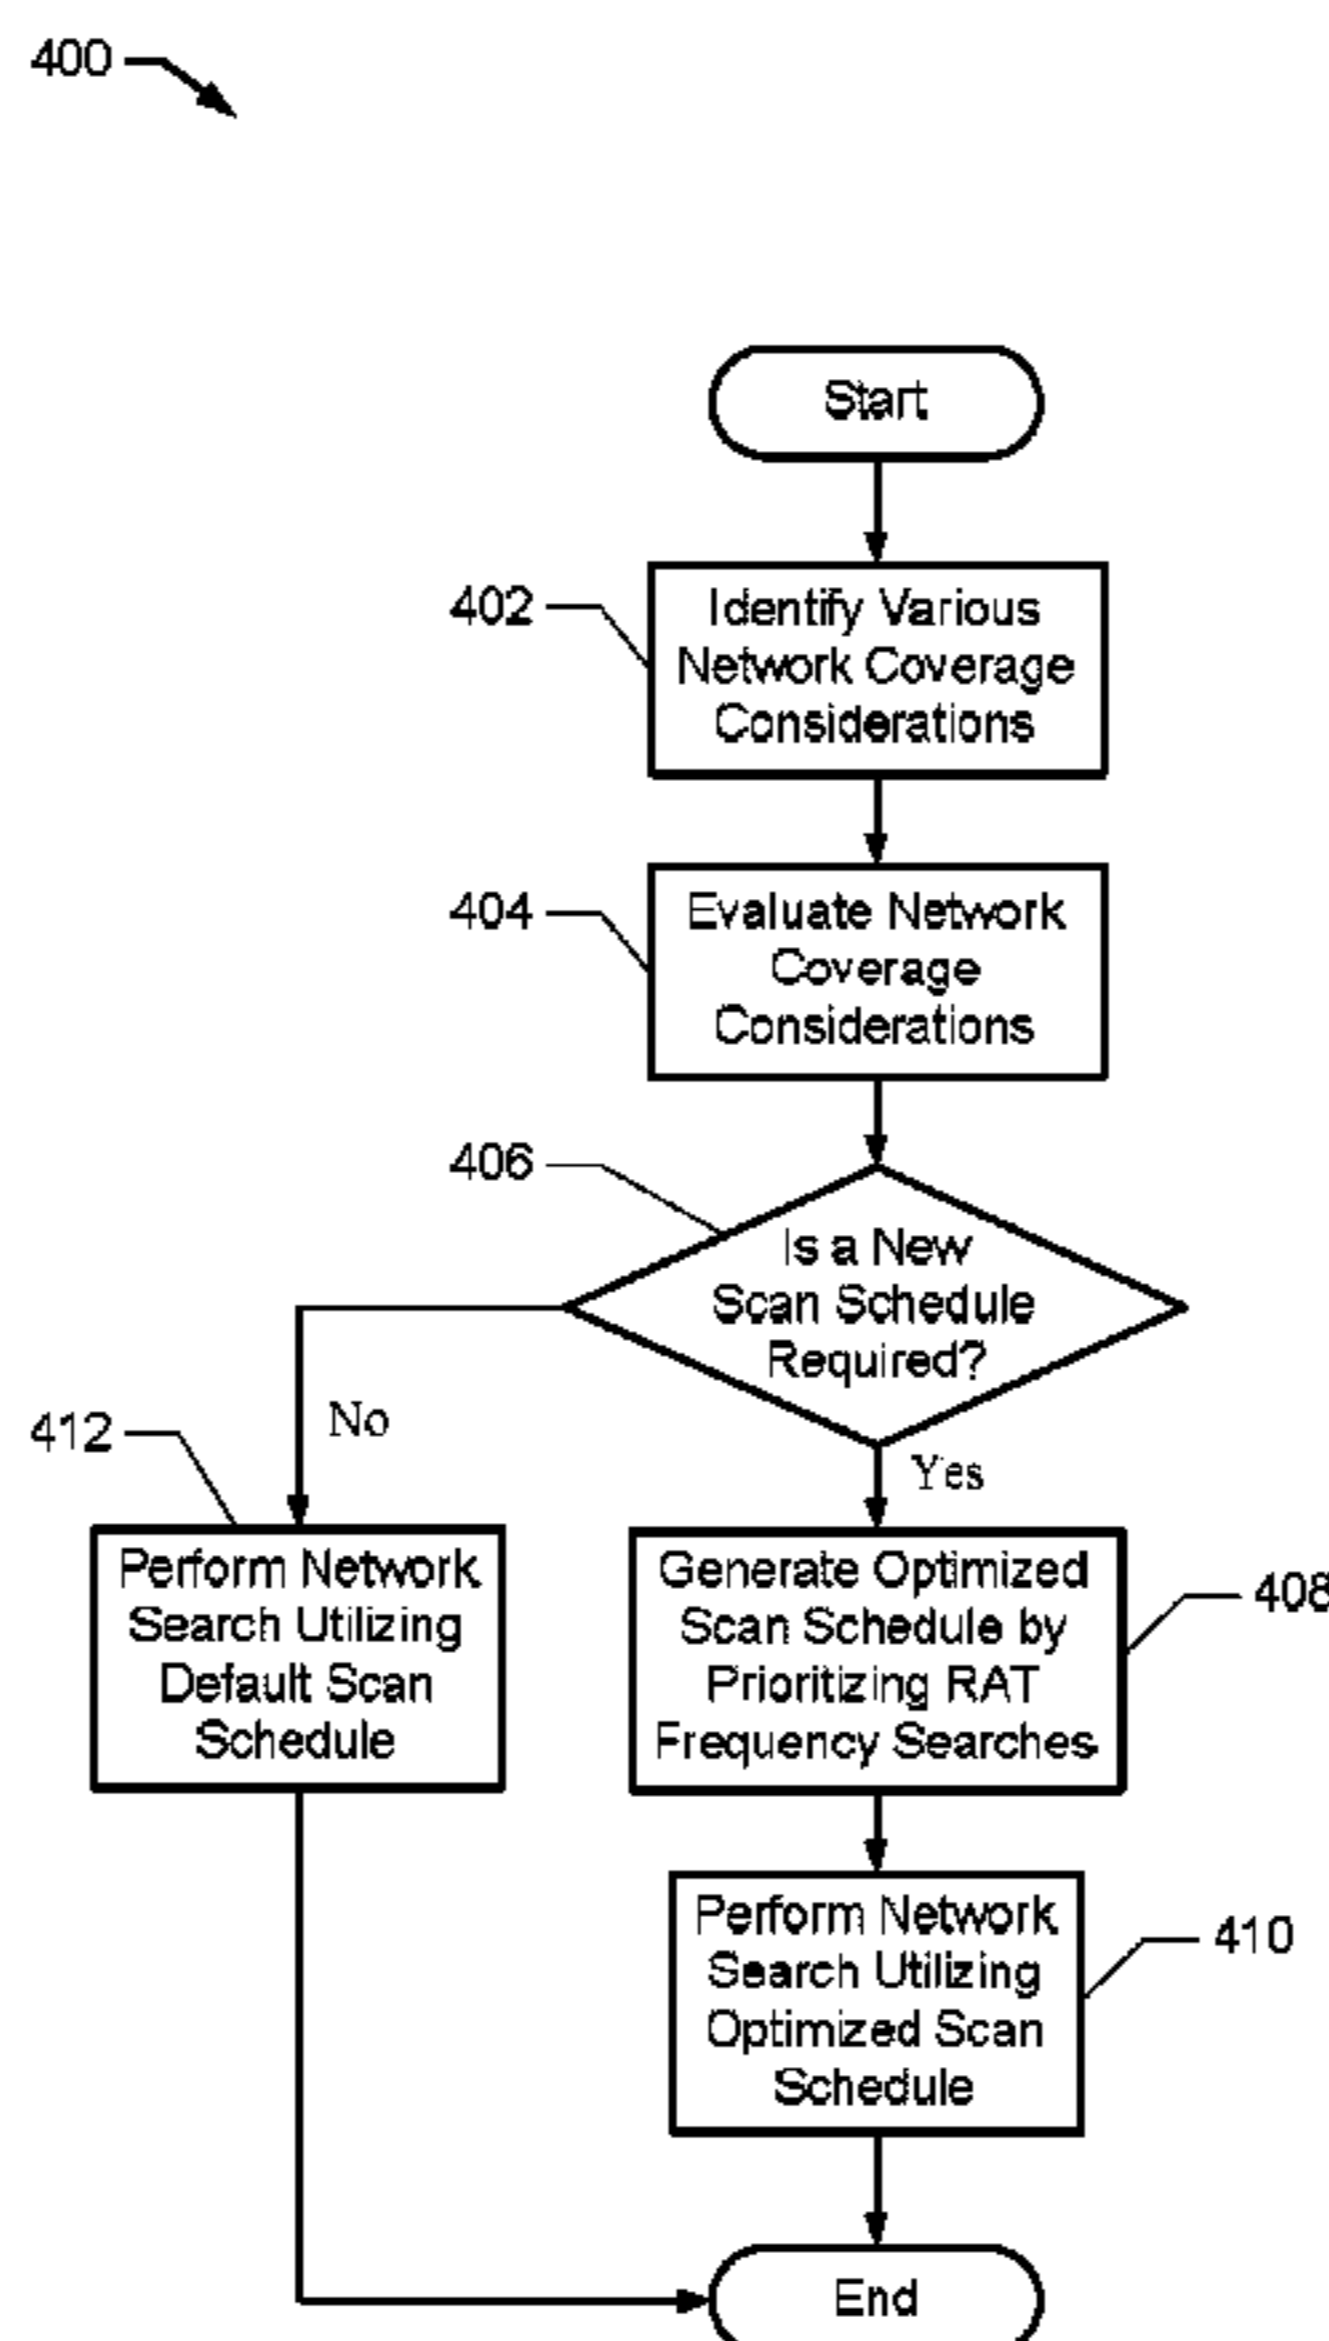 400
Start
402
Identify Various
Network Coverage
Considerations
404
Evaluate Network
Coverage
Considerations
406
Is a New
Scan Schedule
Required?
No
Yes
412
Perform Network
Search Utilizing
Default Scan
Schedule
Generate Optimized
Scan Schedule by
Prioritizing RAT
Frequency Searches
408
Perform Network
Search Utilizing
Optimized Scan
Schedule
410
End